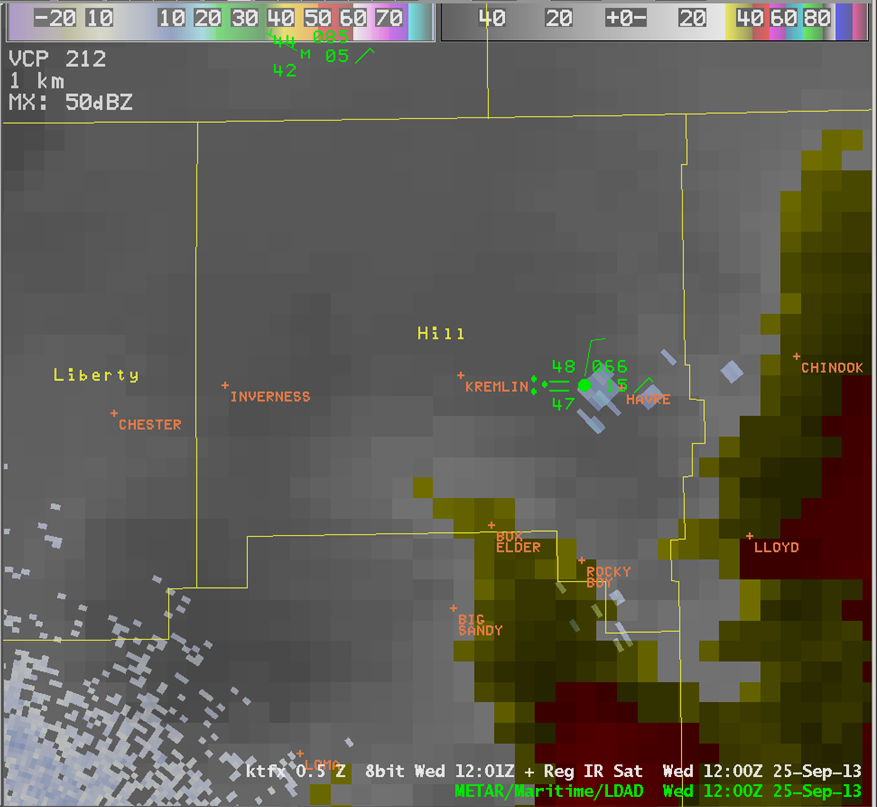 -20 10 10 20 30 40 50 60 70 40 20 +0- 20 40 60 80
VCP 212
1 km
MX: 50dBZ
44 085
M 05
42
Hill
Liberty
48 066
15
47
CHINOOK
KREMLIN
INVERNESS
HAVRE
CHESTER
BOX
ELDER
LLOYD
ROCKY
BOY
BIG
SANDY
LOMA
ktfx 0.5 Z 8bit Wed 12:01Z + Reg IR Sat Wed 12:00Z 25-Sep-13
METAR/Maritime/LDAD Wed 12:00Z 25-Sep-13